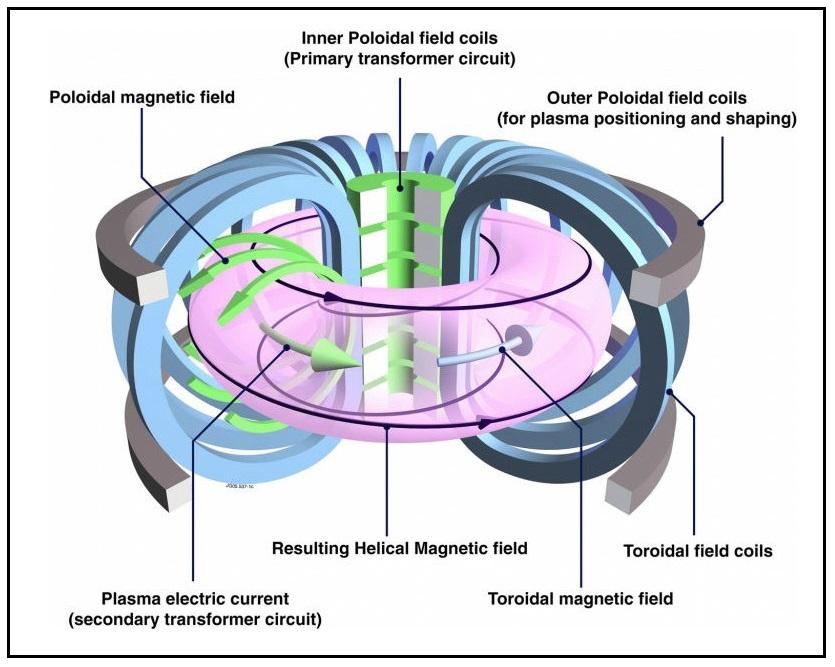 Inner Poloidal field coils
(Primary transformer circuit)
Poloidal magnetic field
Outer Poloidal field coils
(for plasma positioning and shaping)
Resulting Helical Magnetic field
Toroidal field coils
Plasma electric current
(secondary transformer circuit)
Toroidal magnetic field